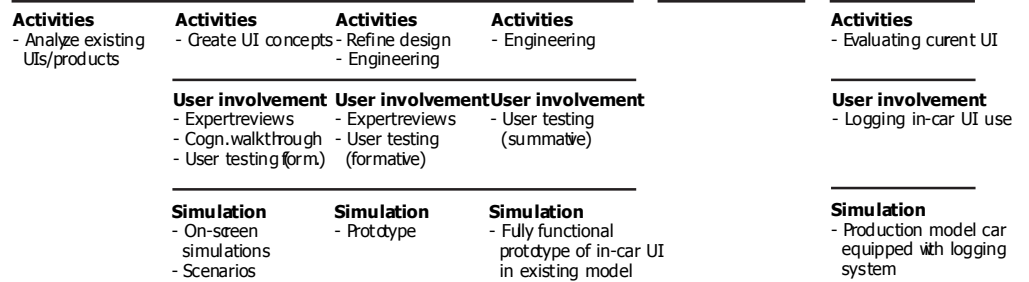 Activities
- Analyze existing
UIs/products
Activities
- Create UI concepts
Activities
- Refine design
- Engineering
Activities
- Engineering
Activities
- Evaluating current UI
User involvement
- Expertreviews
- Cogn.walkthrough
- User testing (form.)
User involvement
- Expertreviews
- User testing
(formative)
User involvement
- User testing
(summative)
User involvement
- Logging in-car UI use
Simulation
- On-screen
simulations
- Scenarios
Simulation
- Prototype
Simulation
- Fully functional
prototype of in-car UI
in existing model
Simulation
- Production model car
equipped with logging
system